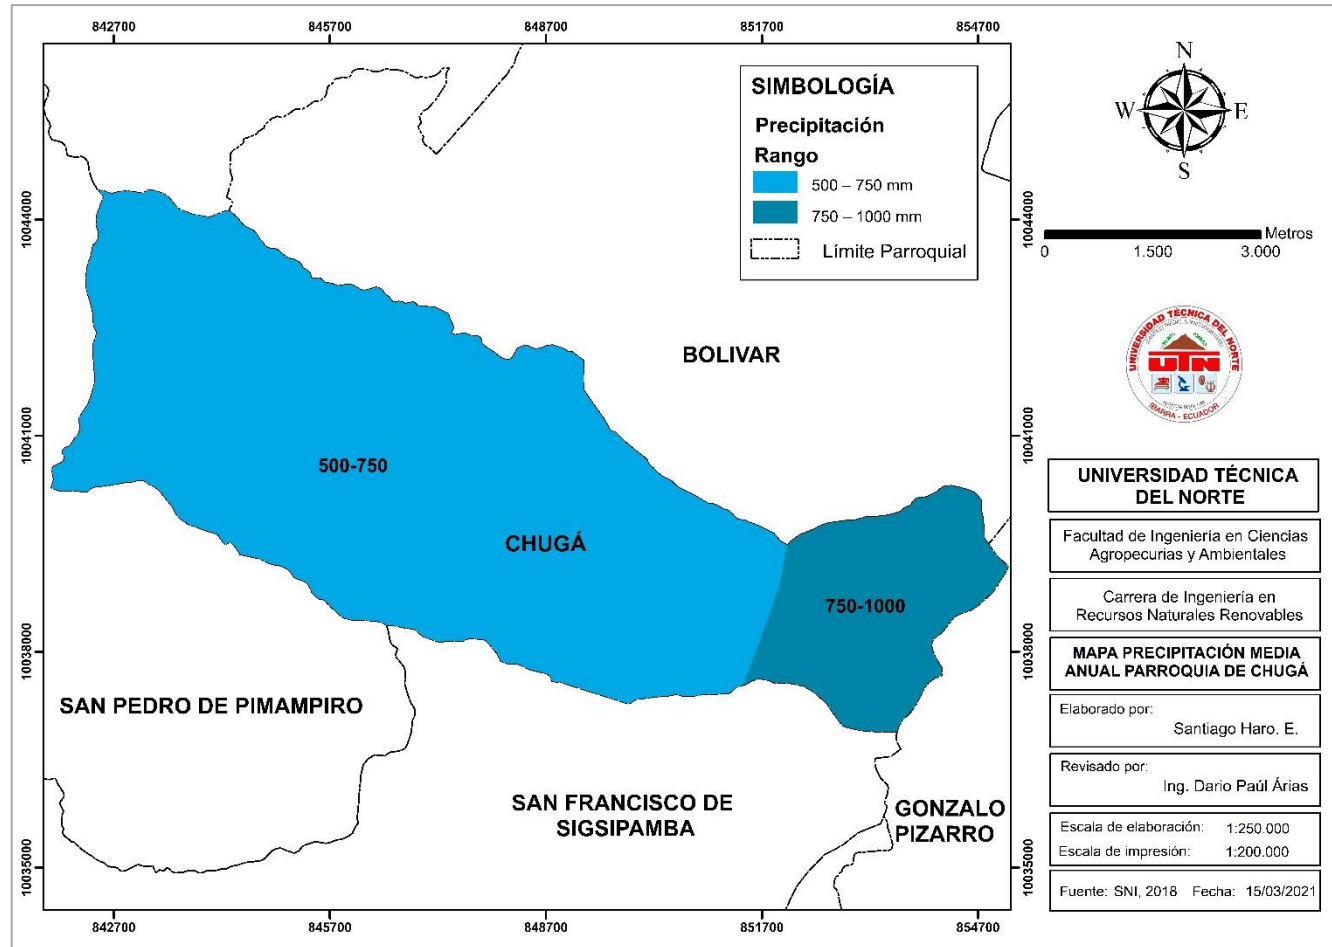 842700
845700
848700
851700
854700
10044000
10041000
10038000
10035000
SIMBOLOGÍA
Precipitación
Rango
500 – 750 mm
750 – 1000 mm
Límite Parroquial
BOLIVAR
500-750
CHUGÁ
750-1000
SAN PEDRO DE PIMAMPIRO
SAN FRANCISCO DE
SIGSIPAMBA
GONZALO
PIZARRO
10044000
10041000
10038000
10035000
842700
845700
848700
851700
854700
N
W
E
S
Metros
0
1.500
3.000
UNIVERSIDAD TÉCNICA DEL NORTE
UTN
IBARRA - ECUADOR
UNIVERSIDAD TÉCNICA
DEL NORTE
Facultad de Ingeniería en Ciencias
Agropecurias y Ambientales
Carrera de Ingeniería en
Recursos Naturales Renovables
MAPA PRECIPITACIÓN MEDIA
ANUAL PARROQUIA DE CHUGÁ
Elaborado por:
Santiago Haro. E.
Revisado por:
Ing. Dario Paúl Árias
Escala de elaboración: 1:250.000
Escala de impresión: 1:200.000
Fuente: SNI, 2018 Fecha: 15/03/2021